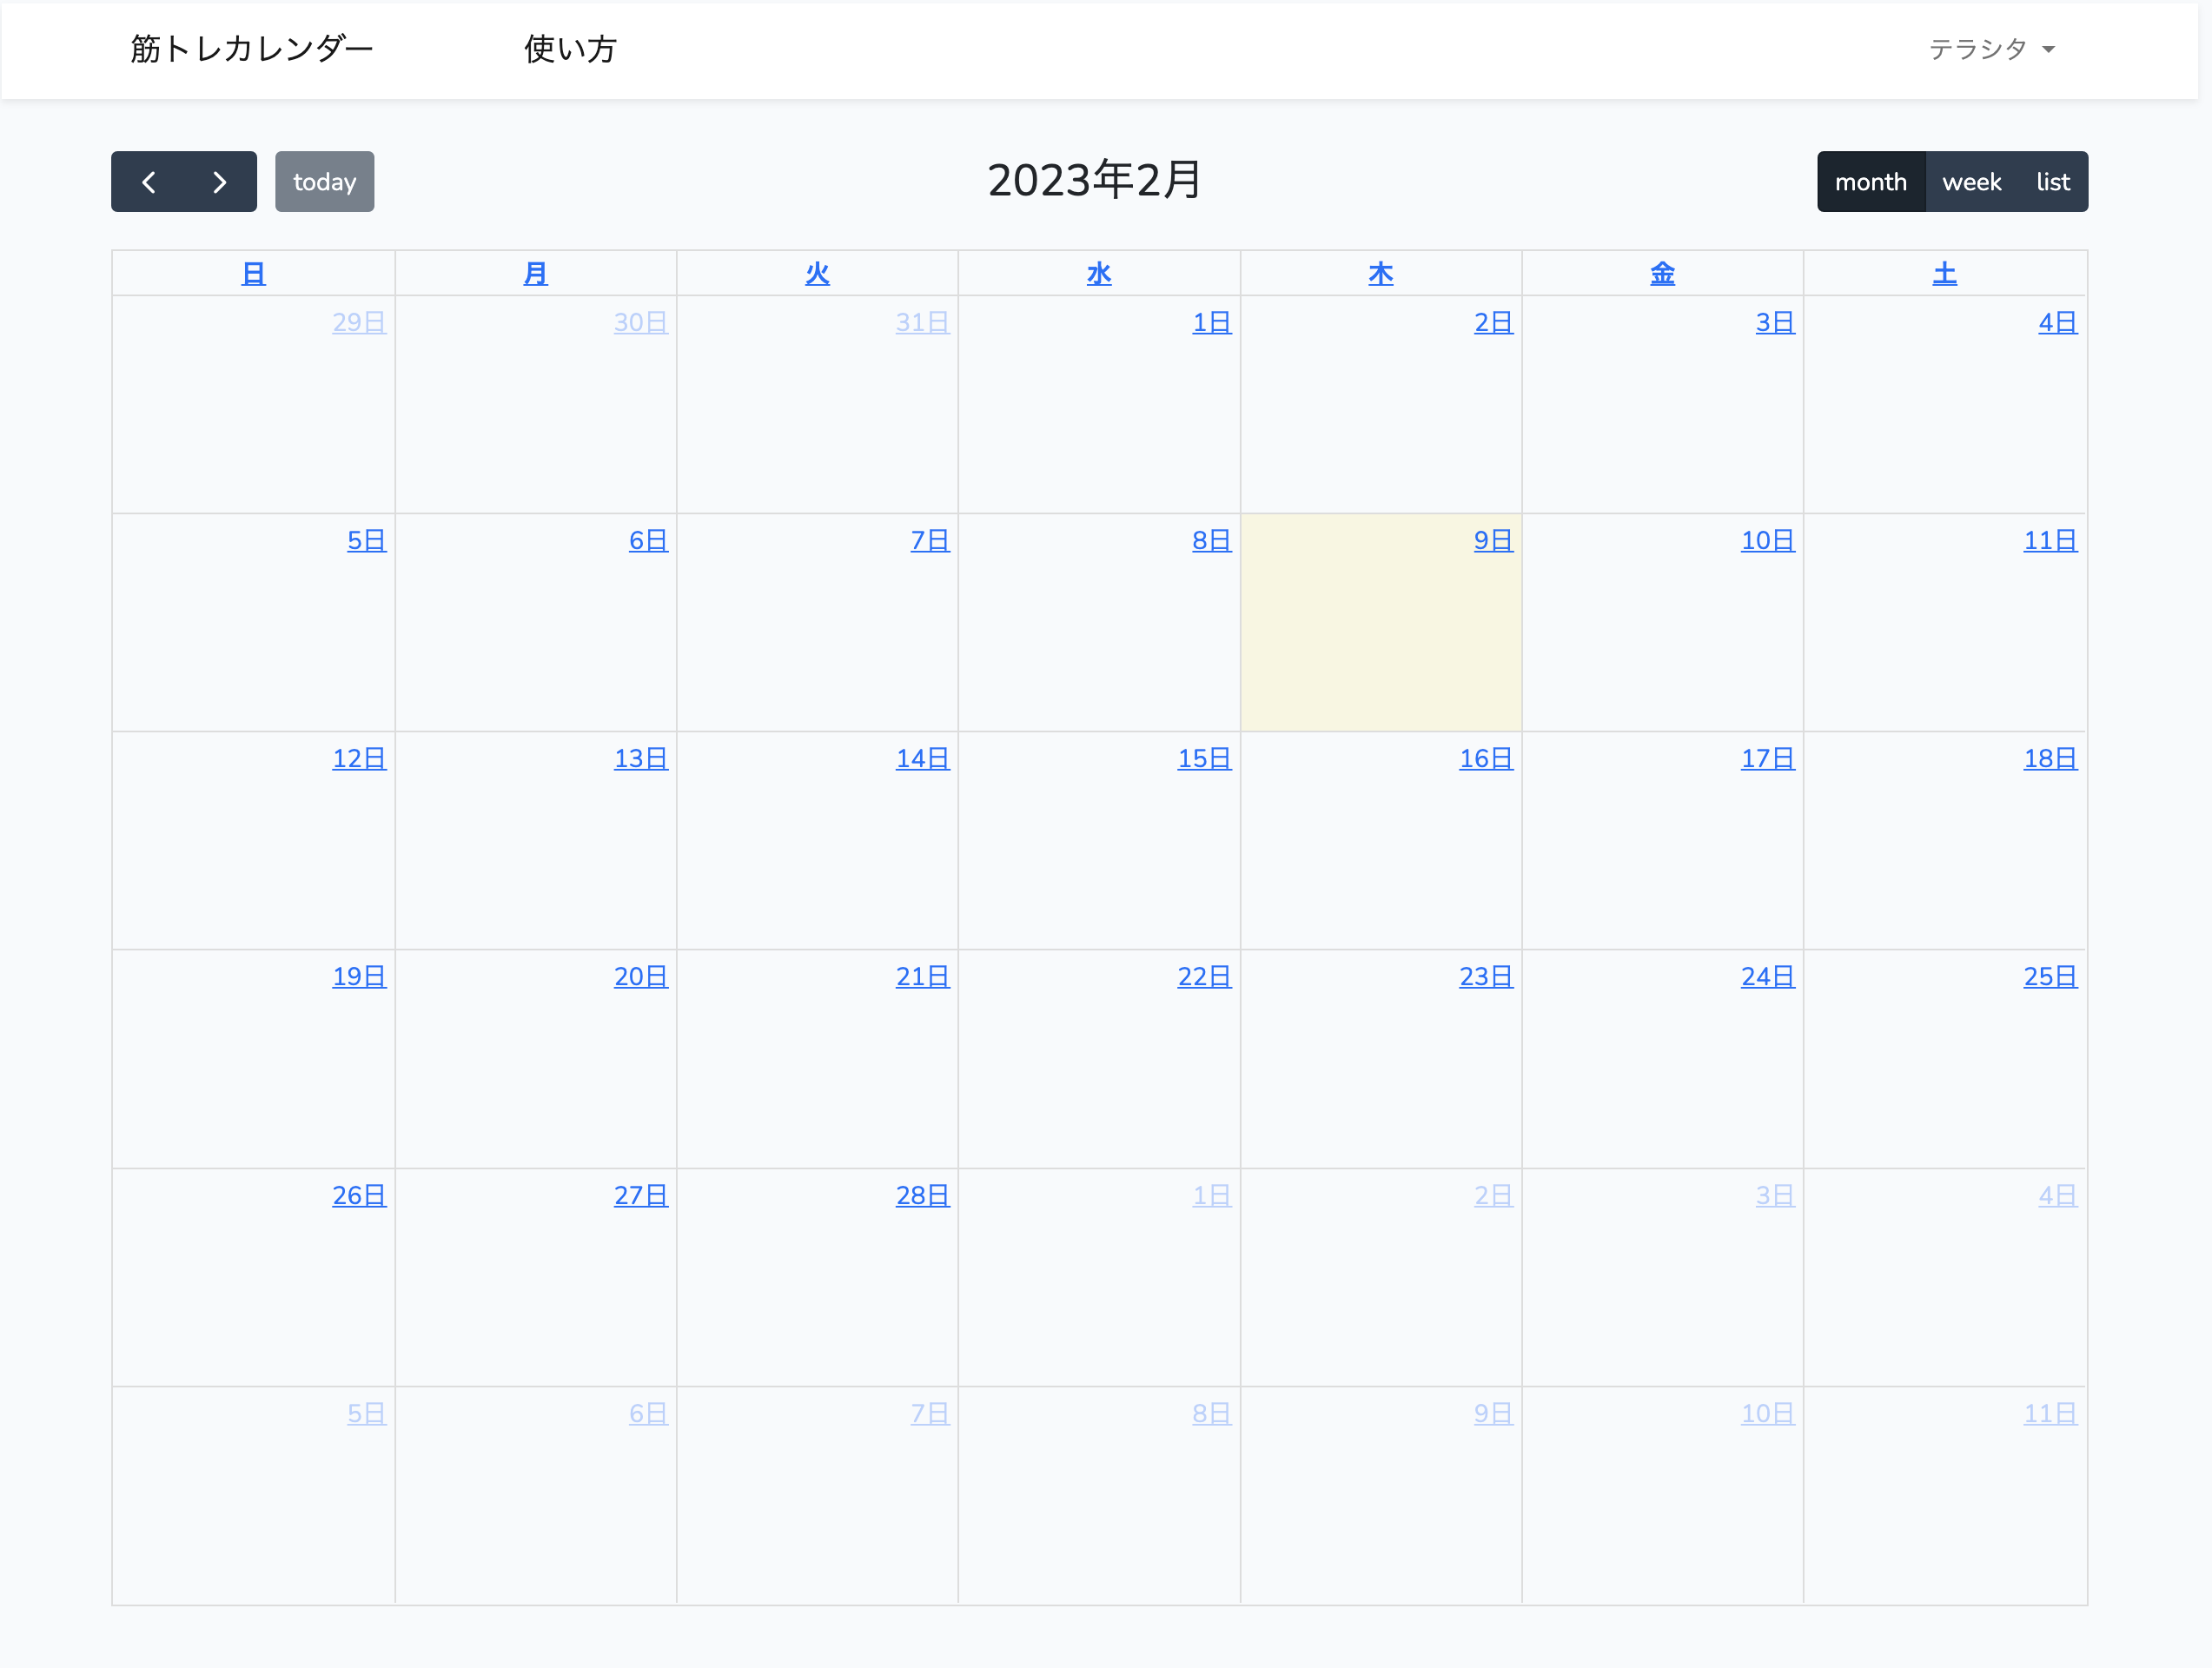 筋トレカレンダー 使い方 テラシタ
today 2023年2月 month week list
日 月 火 水 木 金 土
29日 30日 31日 1日 2日 3日 4日
5日 6日 7日 8日 9日 10日 11日
12日 13日 14日 15日 16日 17日 18日
19日 20日 21日 22日 23日 24日 25日
26日 27日 28日 1日 2日 3日 4日
5日 6日 7日 8日 9日 10日 11日